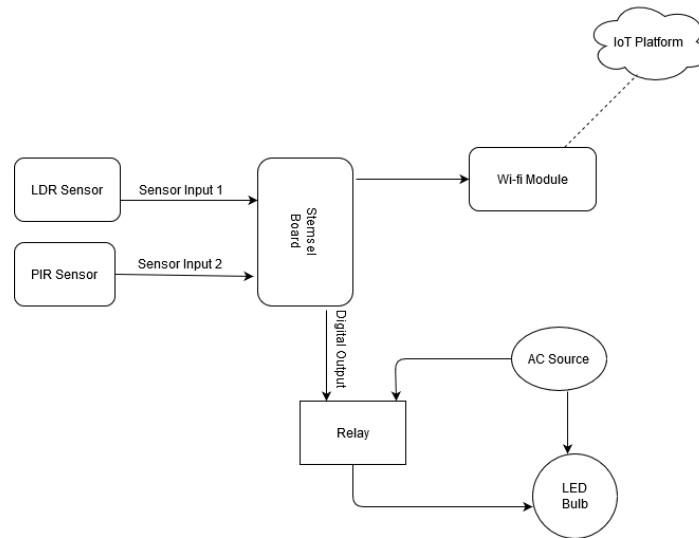 IoT Platform
LDR Sensor
Sensor Input 1
Stemsel
Board
Wi-fi Module
PIR Sensor
Sensor Input 2
Digital Output
AC Source
Relay
LED
Bulb